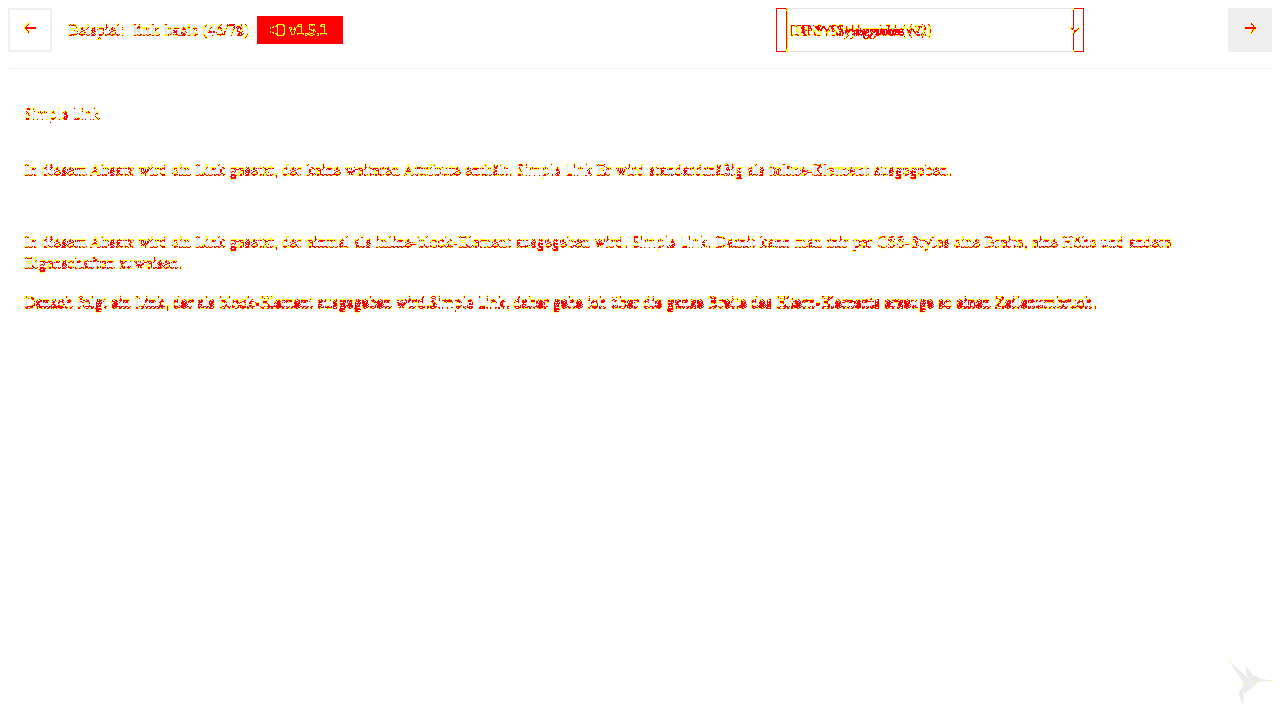 Beispiel: link basic (46/78) v1.5.1
Simple Link
In diesem Absatz wird ein Link gesetzt, der keine weiteren Attribute enthält. Simple Link Er wird standardmäßig als inline-Element ausgegeben.
In diesem Absatz wird ein Link gesetzt, der einmal als inline-block-Element ausgegeben wird. Simple Link. Damit kann man mir per CSS-Styles eine Breite, eine Höhe und andere
Eigenschaften zuweisen.
Danach folgt ein Link, der als block-Element ausgegeben wird.Simple Link, daher gehe ich über die ganze Breite des Eltern-Elements erzeuge so einen Zeilenumbruch.